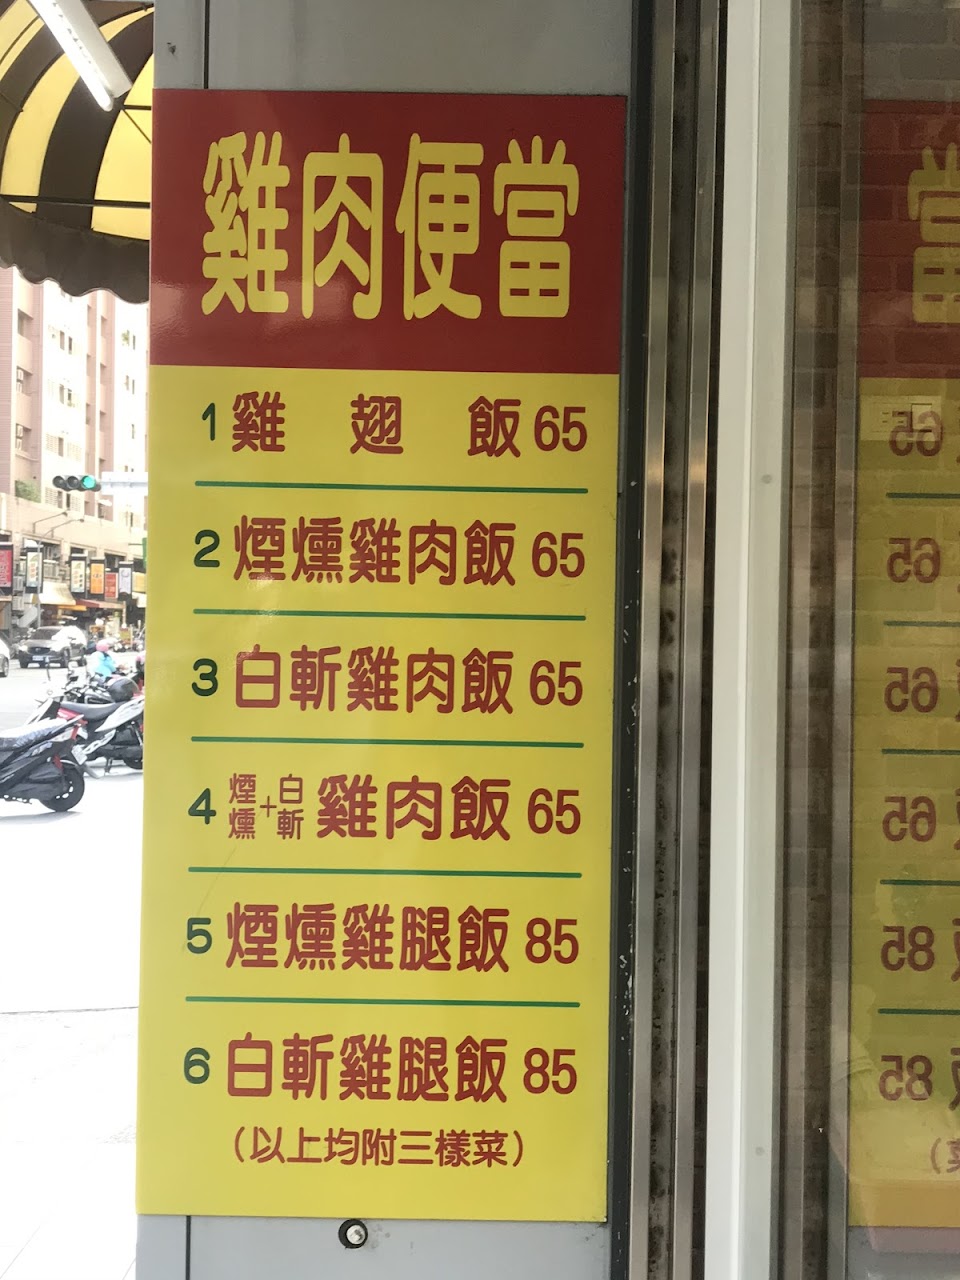 雞肉便當
1 雞翅飯 65
2 煙燻雞肉飯 65
3 白斬雞肉飯 65
4 煙燻+白斬 雞肉飯 65
5 煙燻雞腿飯 85
6 白斬雞腿飯 85
(以上均附三樣菜)